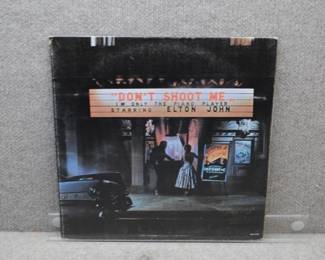 "DON'T SHOOT ME
I'M ONLY THE PIANO PLAYER
STARRING ELTON JOHN